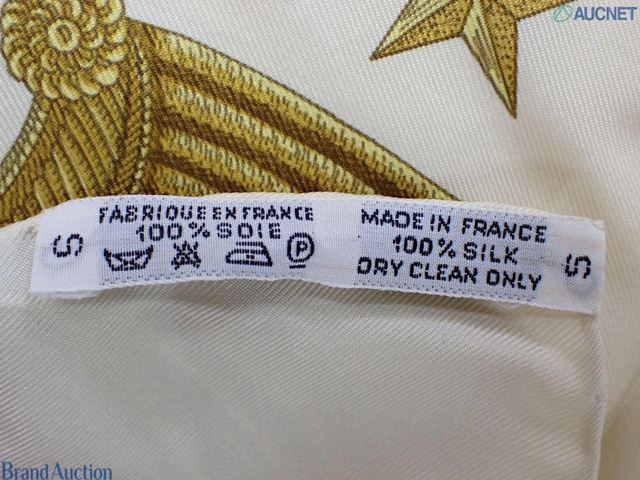 AUCNET
S
FABRIQUE EN FRANCE
100% SOIE
P
MADE IN FRANCE
100% SILK
DRY CLEAN ONLY
S
Brand Auction